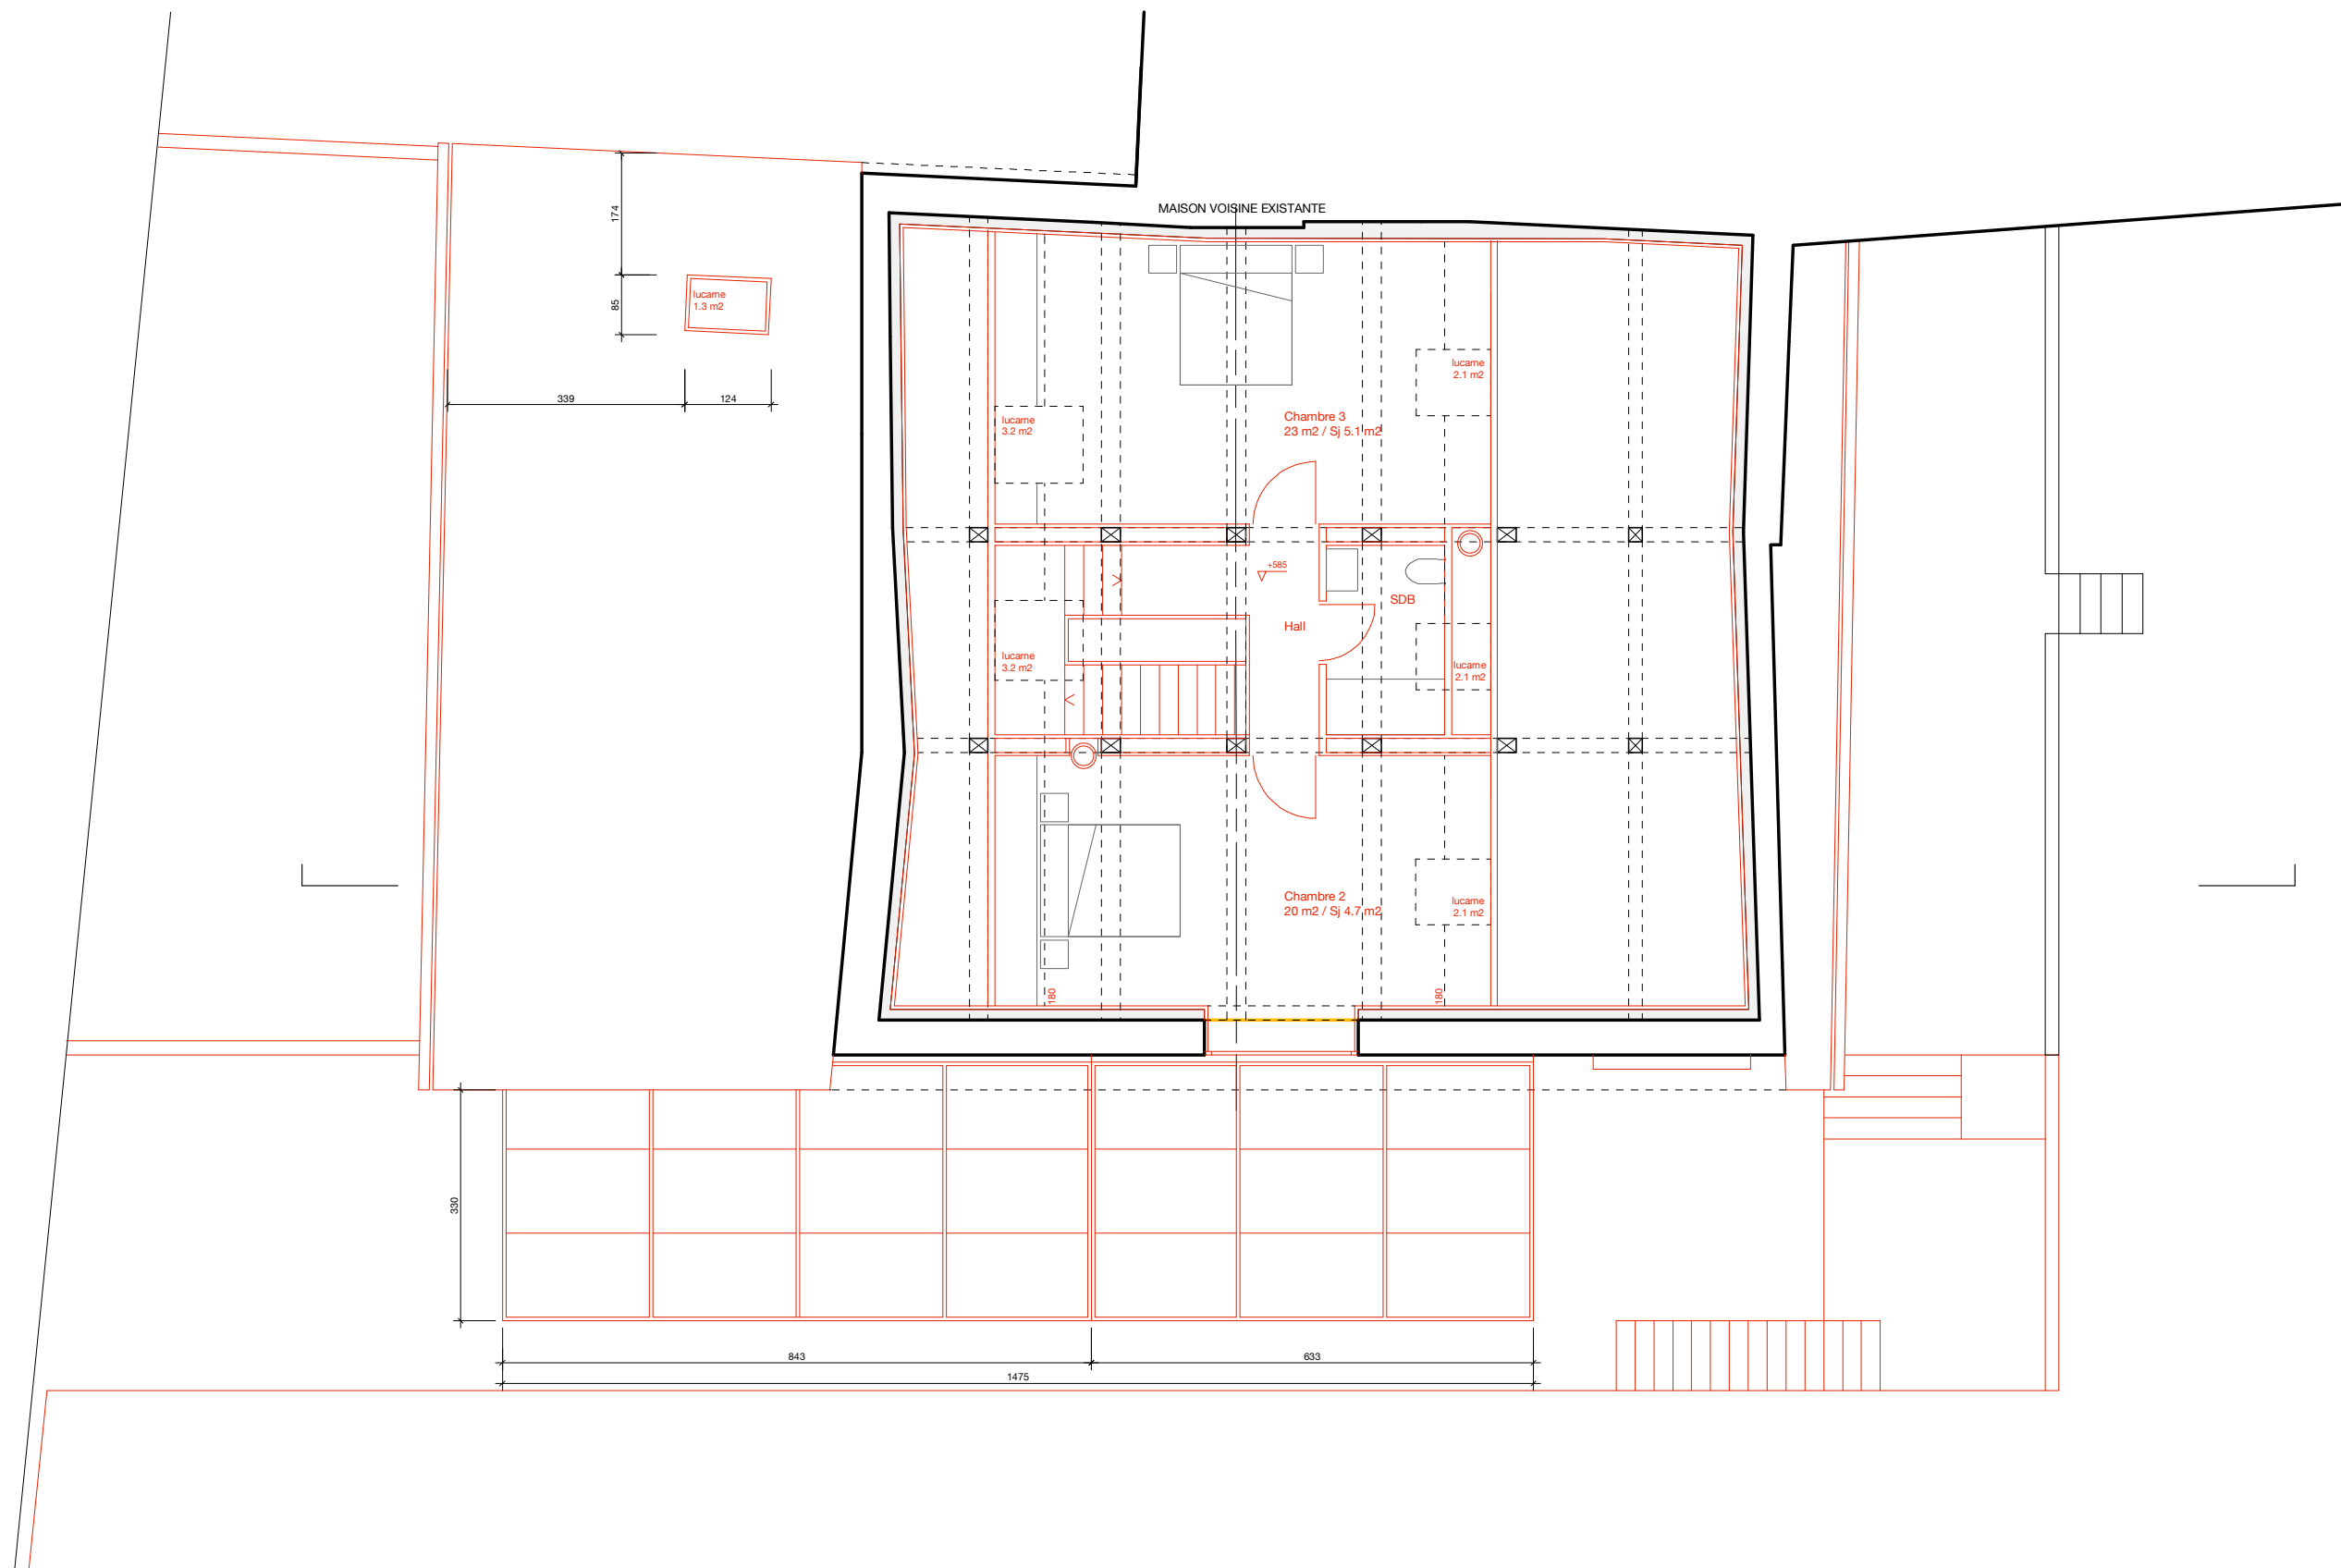 MAISON VOISINE EXISTANTE
174
85
lucarne
1.3 m2
339
124
lucarne
2.1 m2
lucarne
3.2 m2
Chambre 3
23 m2 / Sj 5.1 m2
+585
SDB
Hall
lucarne
3.2 m2
lucarne
2.1 m2
Chambre 2
20 m2 / Sj 4.7 m2
lucarne
2.1 m2
180
180
330
843
633
1475